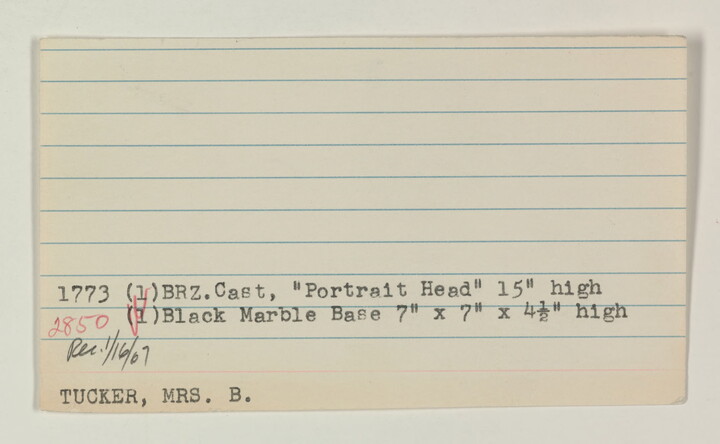 1773 (1)BRZ.Cast, "Portrait Head" 15" high
(1)Black Marble Base 7" x 7" x 4½" high
2850
Rec. 1/16/67
TUCKER, MRS. B.